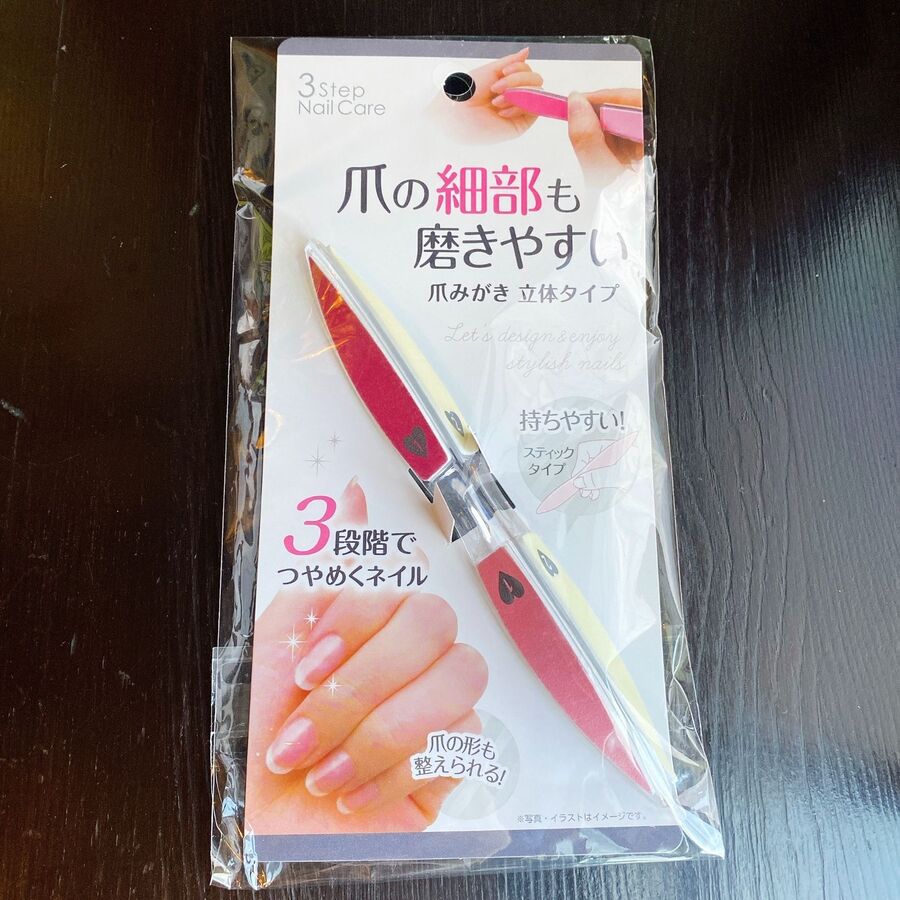 3 Step
Nail Care
爪の細部も
磨きやすい
爪みがき 立体タイプ
Let's design & enjoy
stylish nails
持ちやすい!
スティック
タイプ
3段階で
つやめくネイル
爪の形も
整えられる!
※写真・イラストはイメージです。